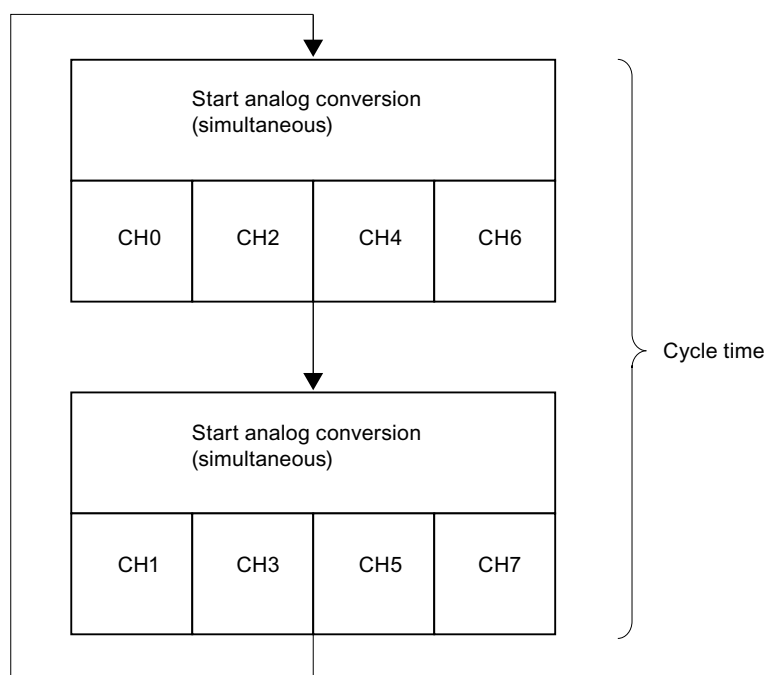 Start analog conversion
(simultaneous)
CH0 CH2 CH4 CH6
Cycle time
Start analog conversion
(simultaneous)
CH1 CH3 CH5 CH7